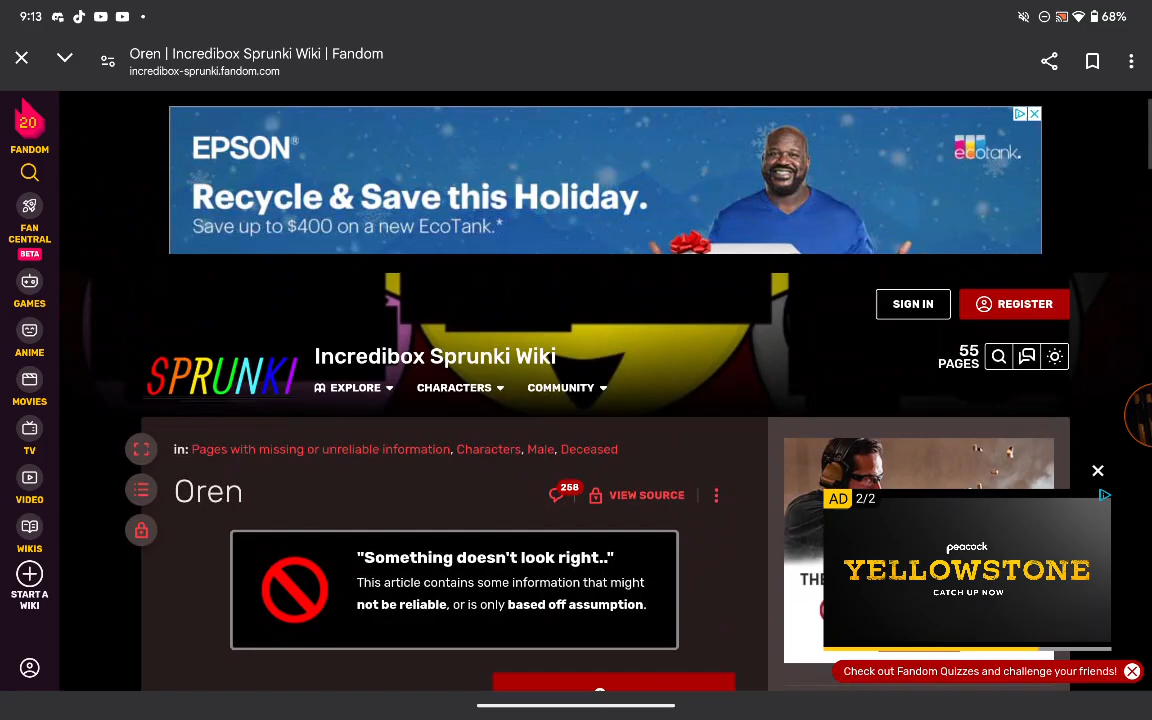 9:13
68%
Oren | Incredibox Sprunki Wiki | Fandom
incredibox-sprunki.fandom.com
20
FANDOM
FAN
CENTRAL
BETA
GAMES
ANIME
MOVIES
TV
VIDEO
WIKIS
START A
WIKI
EPSON®
ecotank.
Recycle & Save this Holiday.
Save up to $400 on a new EcoTank.*
SIGN IN
REGISTER
SPRUNKI
Incredibox Sprunki Wiki
55
PAGES
EXPLORE
CHARACTERS
COMMUNITY
in: Pages with missing or unreliable information, Characters, Male, Deceased
Oren
258
VIEW SOURCE
"Something doesn't look right.."
This article contains some information that might
not be reliable, or is only based off assumption.
AD 2/2
THE
peacock
YELLOWSTONE
CATCH UP NOW
Check out Fandom Quizzes and challenge your friends!